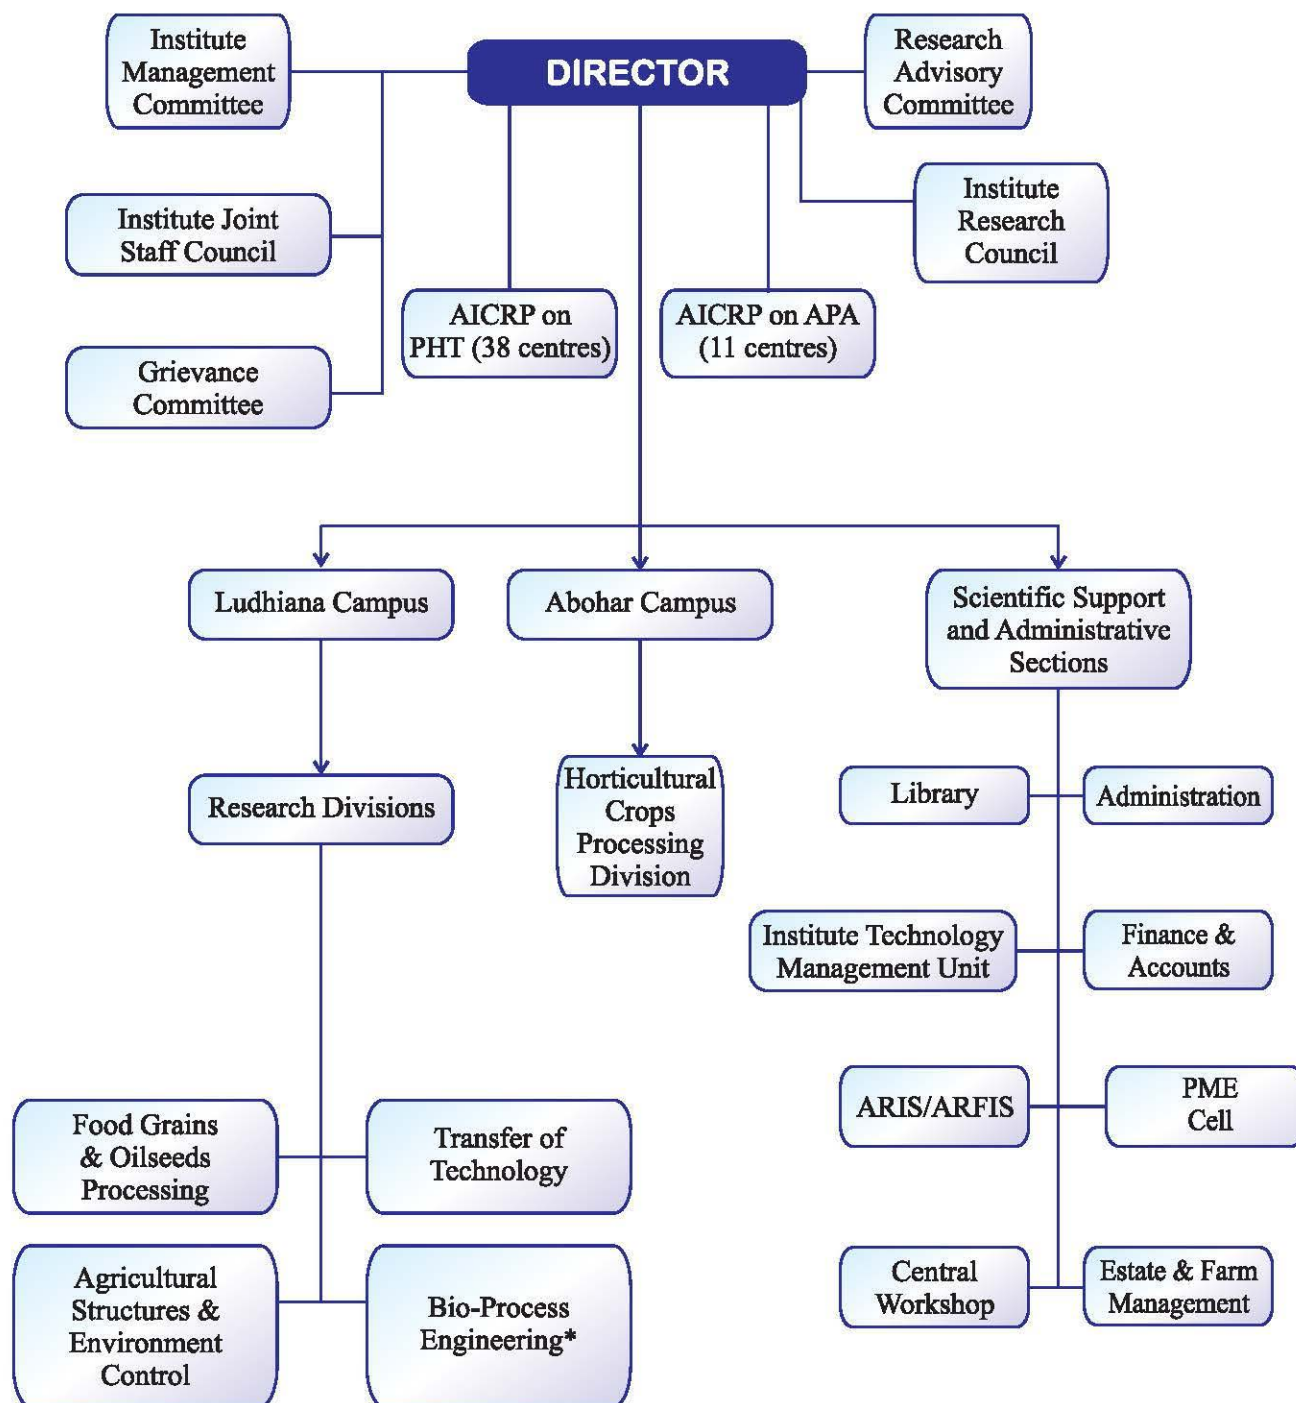 Institute
Management
Committee
DIRECTOR
Research
Advisory
Committee
Institute Joint
Staff Council
Institute
Research
Council
AICRP on
PHT (38 centres)
AICRP on APA
(11 centres)
Grievance
Committee
Ludhiana Campus
Abohar Campus
Scientific Support
and Administrative
Sections
Research Divisions
Horticultural
Crops
Processing
Division
Library
Administration
Institute Technology
Management Unit
Finance &
Accounts
ARIS/ARFIS
PME
Cell
Food Grains
& Oilseeds
Processing
Transfer of
Technology
Central
Workshop
Estate & Farm
Management
Agricultural
Structures &
Environment
Control
Bio-Process
Engineering*